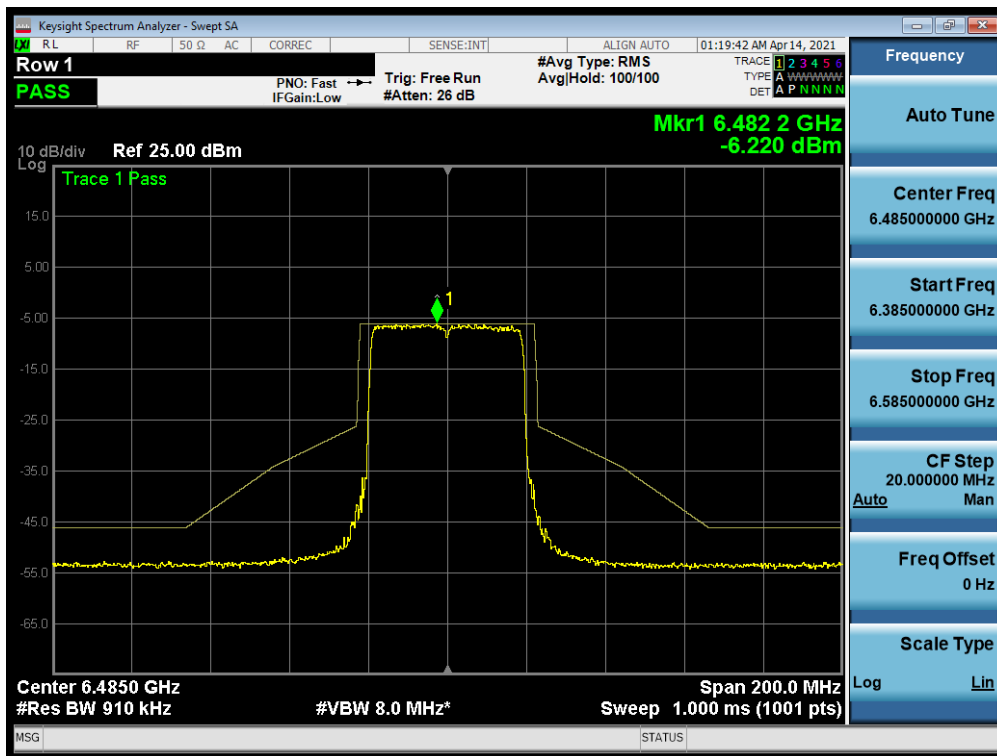 Keysight Spectrum Analyzer - Swept SA
LXI RL RF 50 Ω AC CORREC SENSE:INT ALIGN AUTO 01:19:42 AM Apr 14, 2021
Row 1
PASS
PNO: Fast
IFGain:Low
Trig: Free Run
#Atten: 26 dB
#Avg Type: RMS
Avg|Hold: 100/100
TRACE 1 2 3 4 5 6
TYPE A WWWWW
DET A P N N N N
Mkr1 6.482 2 GHz
-6.220 dBm
10 dB/div Ref 25.00 dBm
Log
Trace 1 Pass
15.0
5.00
1
-5.00
-15.0
-25.0
-35.0
-45.0
-55.0
-65.0
Center 6.4850 GHz Span 200.0 MHz
#Res BW 910 kHz #VBW 8.0 MHz* Sweep 1.000 ms (1001 pts)
MSG STATUS
Frequency
Auto Tune
Center Freq
6.485000000 GHz
Start Freq
6.385000000 GHz
Stop Freq
6.585000000 GHz
CF Step
20.000000 MHz
Auto Man
Freq Offset
0 Hz
Scale Type
Log Lin